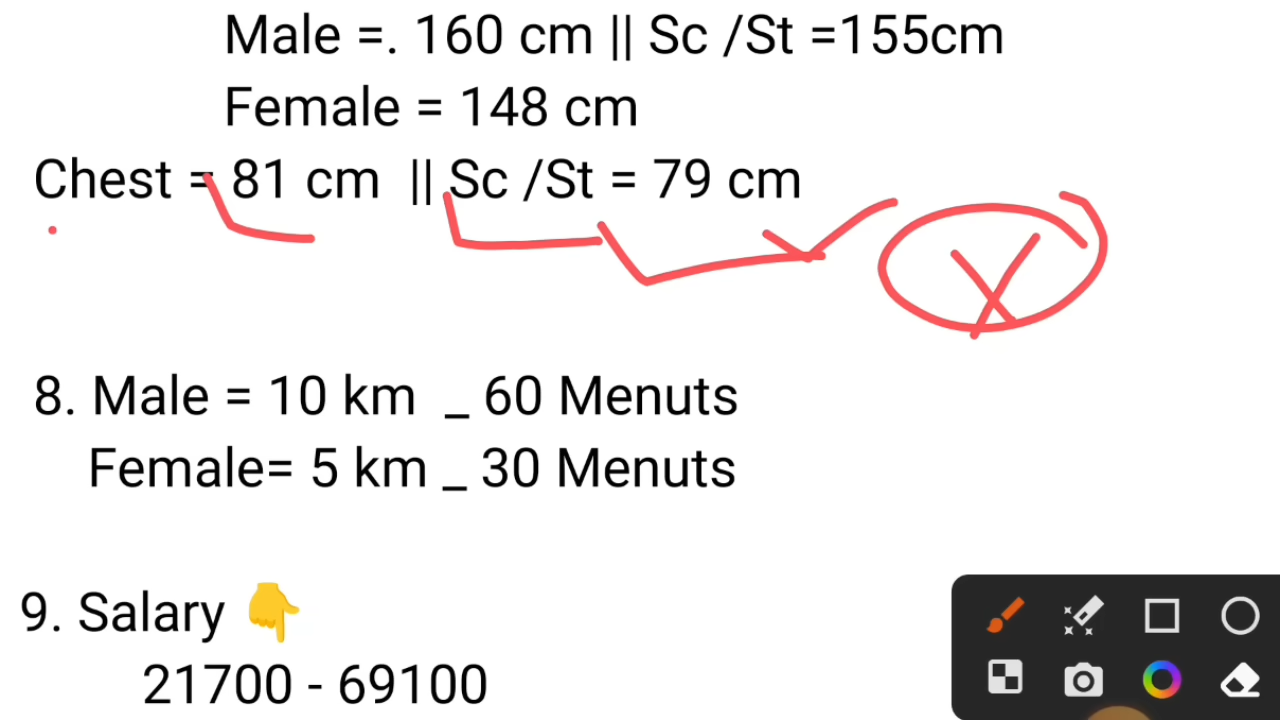 Male =. 160 cm || Sc /St =155cm
Female = 148 cm
Chest = 81 cm || Sc /St = 79 cm
8. Male = 10 km _ 60 Menuts
Female= 5 km _ 30 Menuts
9. Salary 👇
21700 - 69100